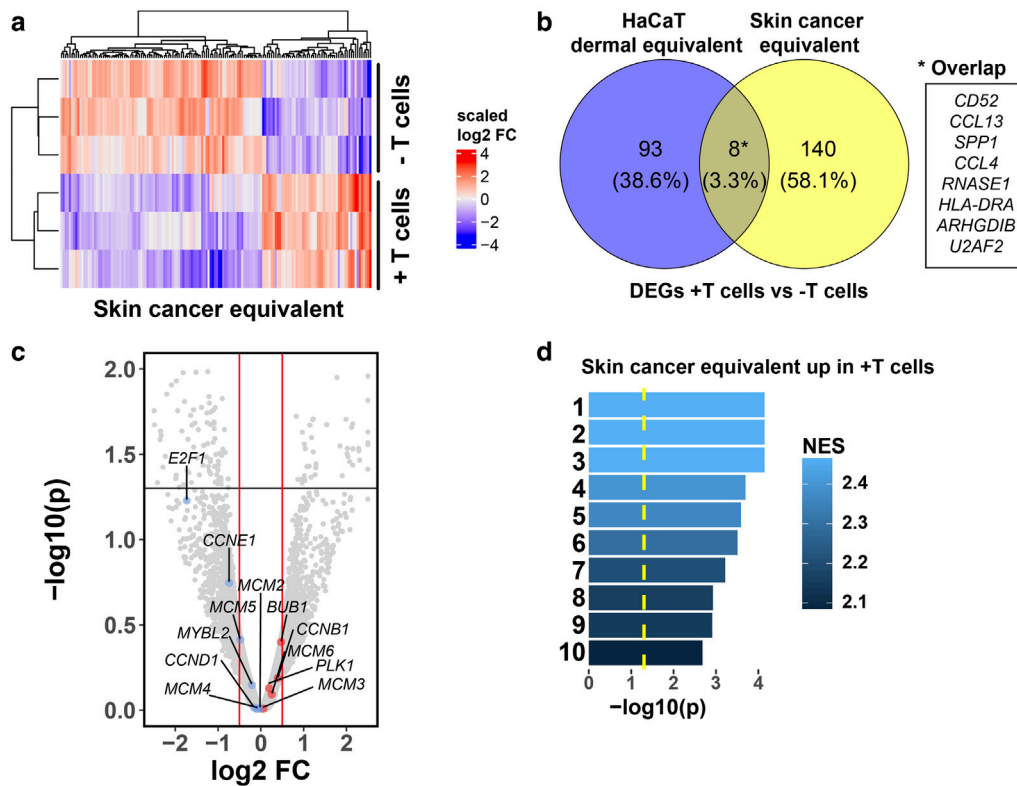 a
- T cells
+ T cells
Skin cancer equivalent
scaled
log2 FC
4
2
0
−2
−4
b
HaCaT
dermal equivalent
Skin cancer
equivalent
93
(38.6%)
8*
(3.3%)
140
(58.1%)
DEGs +T cells vs -T cells
* Overlap
CD52
CCL13
SPP1
CCL4
RNASE1
HLA-DRA
ARHGDIB
U2AF2
c
−log10(p)
2.0
1.5
1.0
0.5
0.0
E2F1
CCNE1
MCM2
MCM5
BUB1
MYBL2
CCNB1
MCM6
CCND1
PLK1
MCM4
MCM3
−2
−1
0
1
2
log2 FC
d
Skin cancer equivalent up in +T cells
1
2
3
4
5
6
7
8
9
10
0
1
2
3
4
−log10(p)
NES
2.4
2.3
2.2
2.1